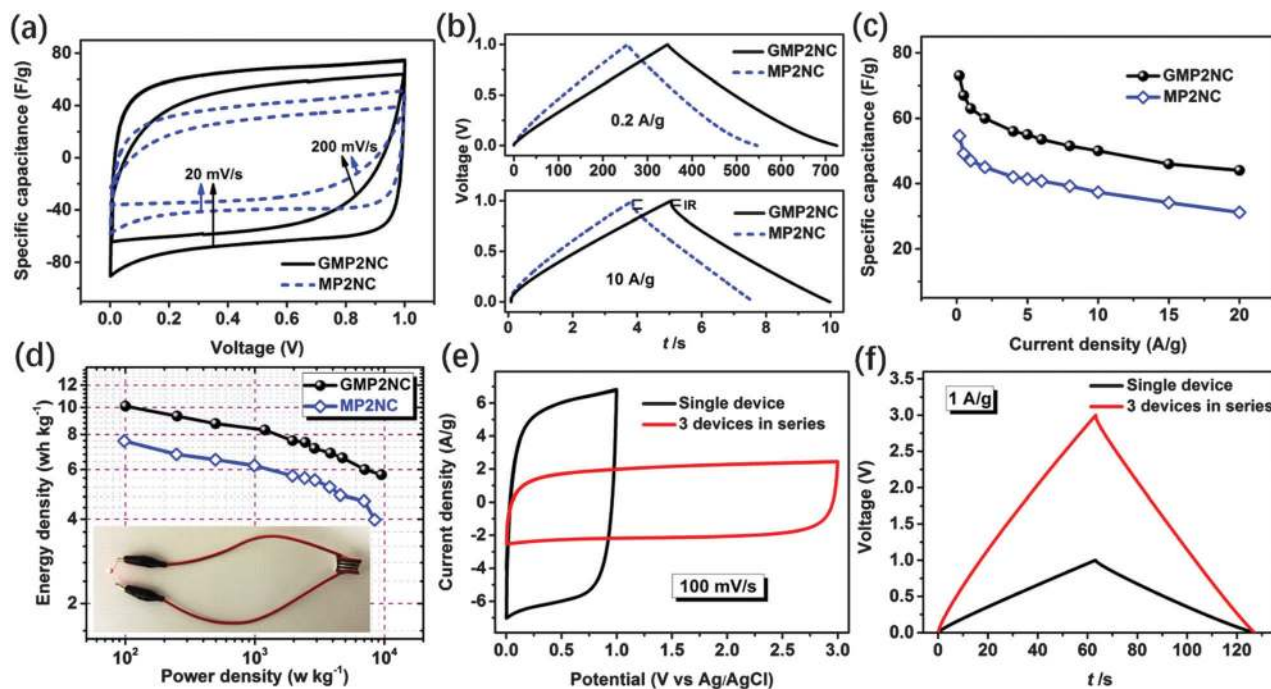 (a)
Specific capacitance (F/g)
80
40
0
-40
-80
200 mV/s
20 mV/s
GMP2NC
MP2NC
0.0 0.2 0.4 0.6 0.8 1.0
Voltage (V)
(b)
Voltage (V)
1.0
0.5
0.0
GMP2NC
MP2NC
0.2 A/g
0 100 200 300 400 500 600 700
1.0
0.5
0.0
IR
GMP2NC
MP2NC
10 A/g
0 2 4 6 8 10
t /s
(c)
Specific capacitance (F/g)
80
60
40
20
GMP2NC
MP2NC
0 5 10 15 20
Current density (A/g)
(d)
Energy density (wh kg⁻¹)
12
10
8
6
4
2
GMP2NC
MP2NC
10² 10³ 10⁴
Power density (w kg⁻¹)
(e)
Current density (A/g)
6
4
2
0
-2
-4
-6
Single device
3 devices in series
100 mV/s
0.0 0.5 1.0 1.5 2.0 2.5 3.0
Potential (V vs Ag/AgCl)
(f)
Voltage (V)
3.5
3.0
2.5
2.0
1.5
1.0
0.5
0.0
1 A/g
Single device
3 devices in series
0 20 40 60 80 100 120
t /s